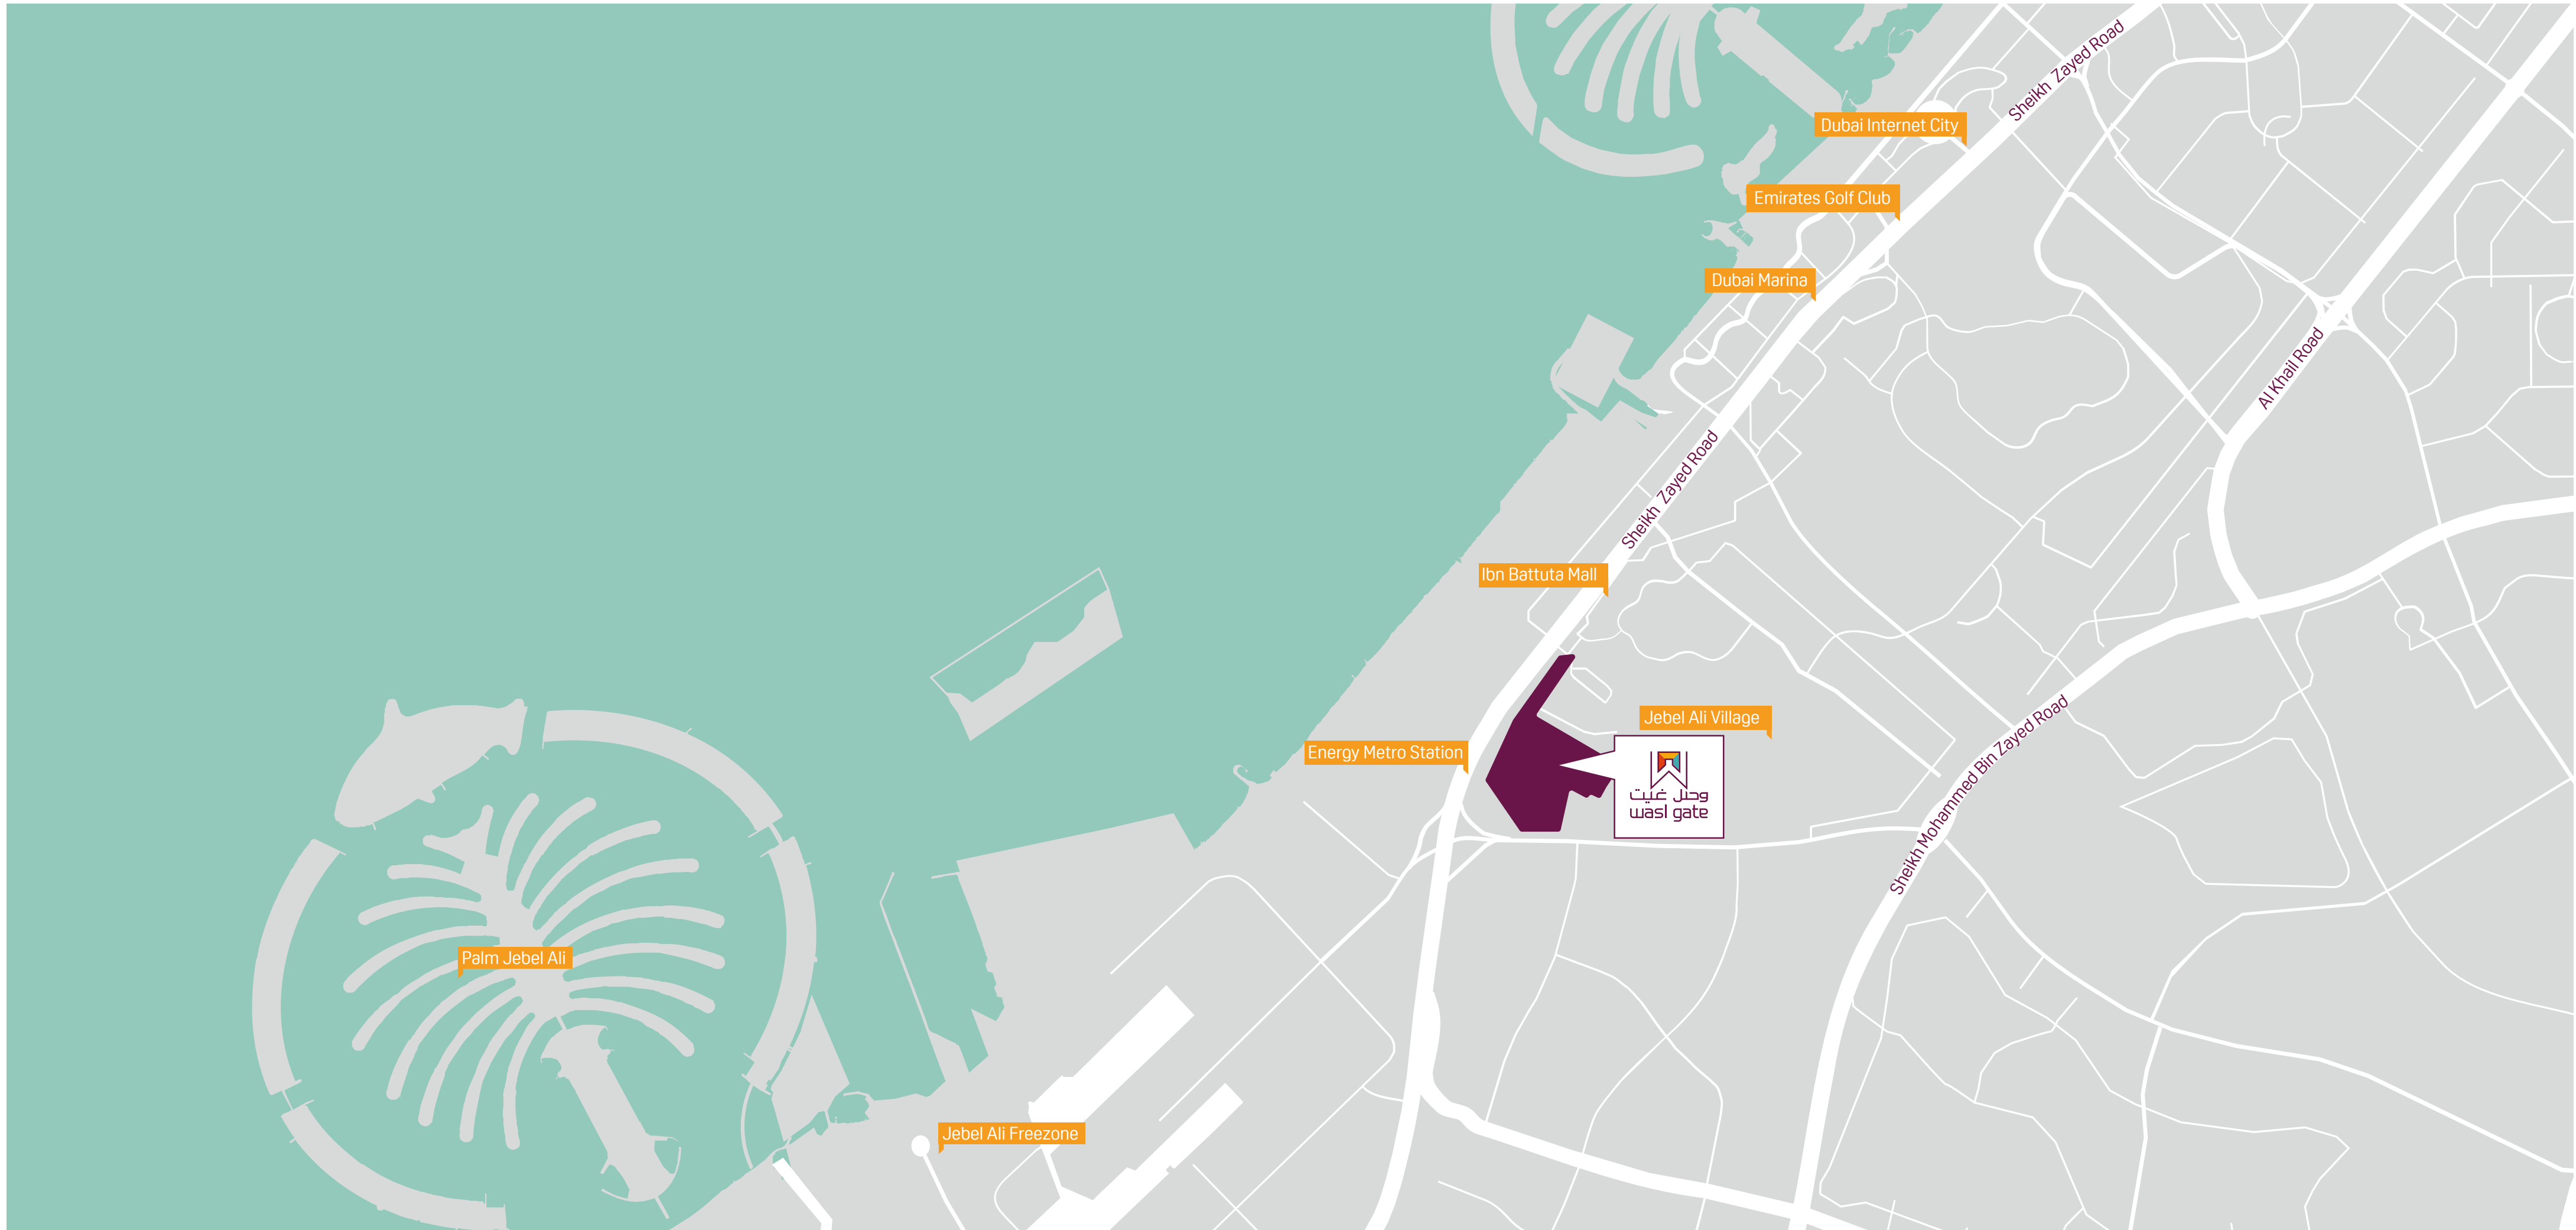 Sheikh Zayed Road
Dubai Internet City
Emirates Golf Club
Dubai Marina
Al Khail Road
Sheikh Zayed Road
Ibn Battuta Mall
Jebel Ali Village
Energy Metro Station
وصل غيت
wasl gate
Sheikh Mohammed Bin Zayed Road
Palm Jebel Ali
Jebel Ali Freezone